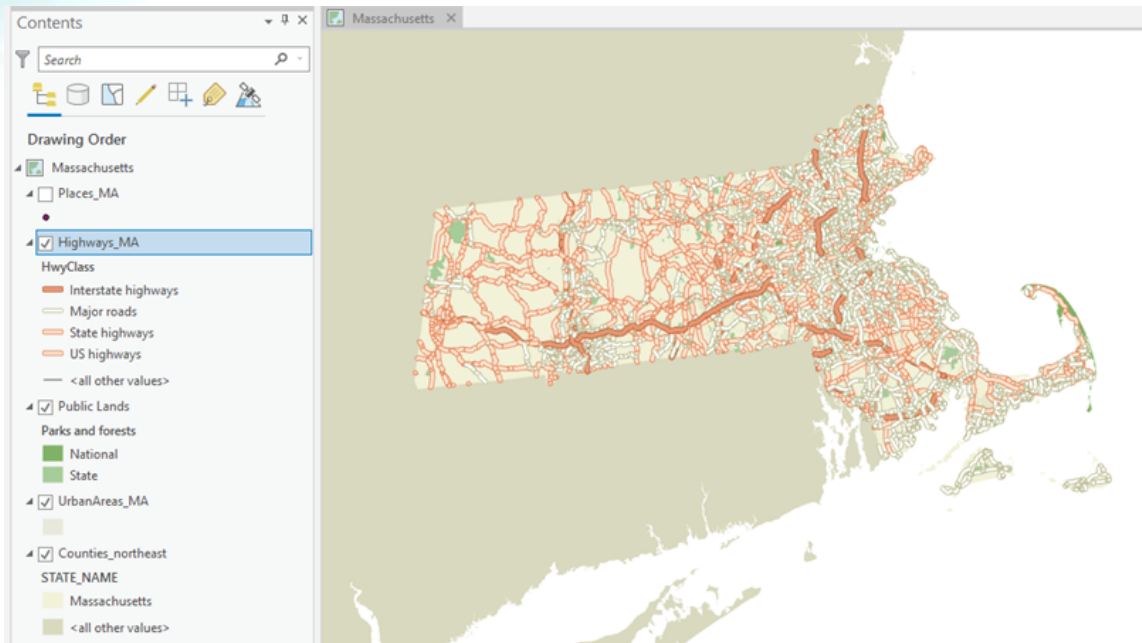 Contents
Massachusetts
Search
Drawing Order
Massachusetts
Places_MA
Highways_MA
HwyClass
Interstate highways
Major roads
State highways
US highways
<all other values>
Public Lands
Parks and forests
National
State
UrbanAreas_MA
Counties_northeast
STATE_NAME
Massachusetts
<all other values>